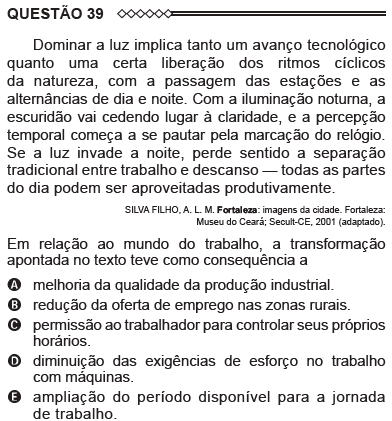 QUESTÃO 39
Dominar a luz implica tanto um avanço tecnológico
quanto uma certa liberação dos ritmos cíclicos
da natureza, com a passagem das estações e as
alternâncias de dia e noite. Com a iluminação noturna, a
escuridão vai cedendo lugar à claridade, e a percepção
temporal começa a se pautar pela marcação do relógio.
Se a luz invade a noite, perde sentido a separação
tradicional entre trabalho e descanso — todas as partes
do dia podem ser aproveitadas produtivamente.
SILVA FILHO, A. L. M. Fortaleza: imagens da cidade. Fortaleza:
Museu do Ceará; Secult-CE, 2001 (adaptado).
Em relação ao mundo do trabalho, a transformação
apontada no texto teve como consequência a
A melhoria da qualidade da produção industrial.
B redução da oferta de emprego nas zonas rurais.
C permissão ao trabalhador para controlar seus próprios
horários.
D diminuição das exigências de esforço no trabalho
com máquinas.
E ampliação do período disponível para a jornada
de trabalho.